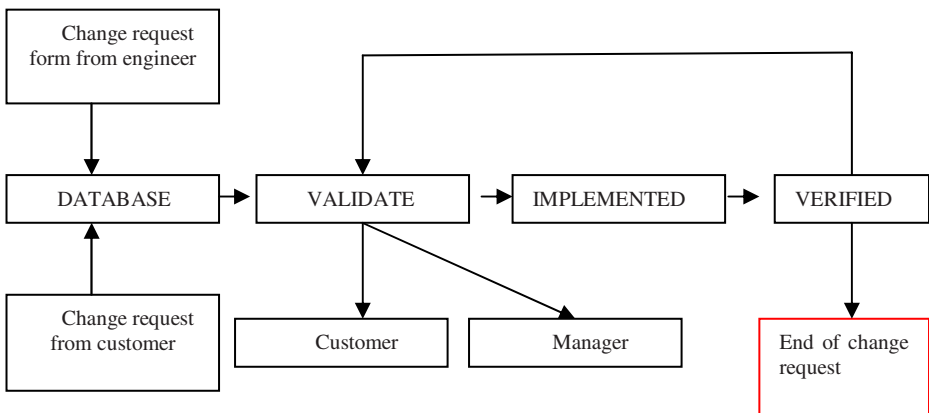 Change request
form from engineer
DATABASE
VALIDATE
IMPLEMENTED
VERIFIED
Change request
from customer
Customer
Manager
End of change
request